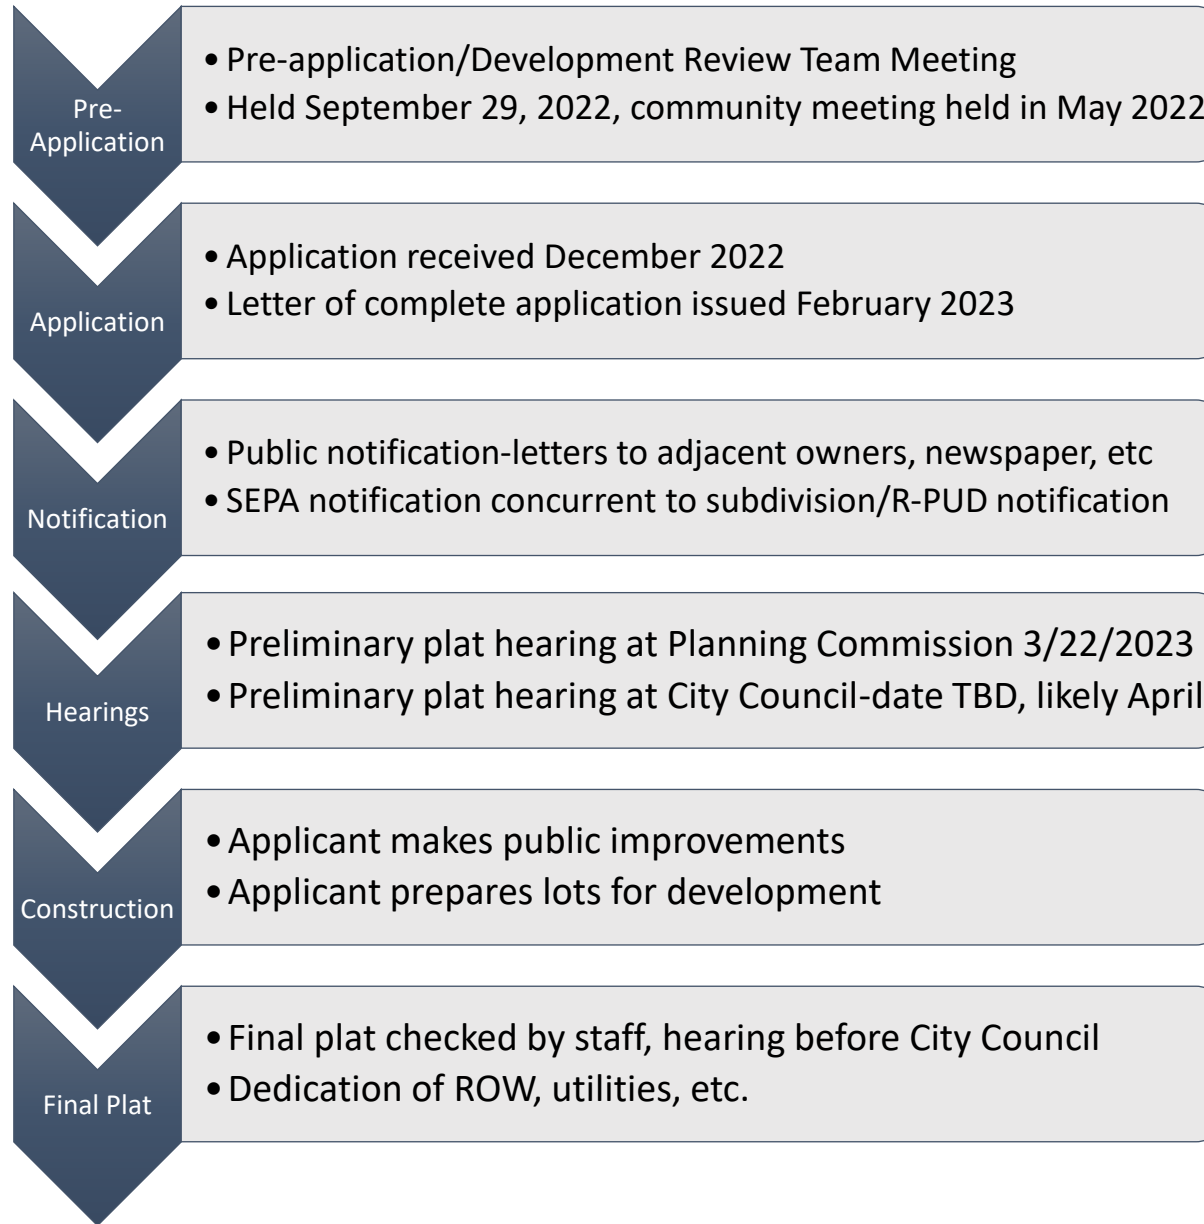 Pre-
Application
• Pre-application/Development Review Team Meeting
• Held September 29, 2022, community meeting held in May 2022
Application
• Application received December 2022
• Letter of complete application issued February 2023
Notification
• Public notification-letters to adjacent owners, newspaper, etc
• SEPA notification concurrent to subdivision/R-PUD notification
Hearings
• Preliminary plat hearing at Planning Commission 3/22/2023
• Preliminary plat hearing at City Council-date TBD, likely April
Construction
• Applicant makes public improvements
• Applicant prepares lots for development
Final Plat
• Final plat checked by staff, hearing before City Council
• Dedication of ROW, utilities, etc.